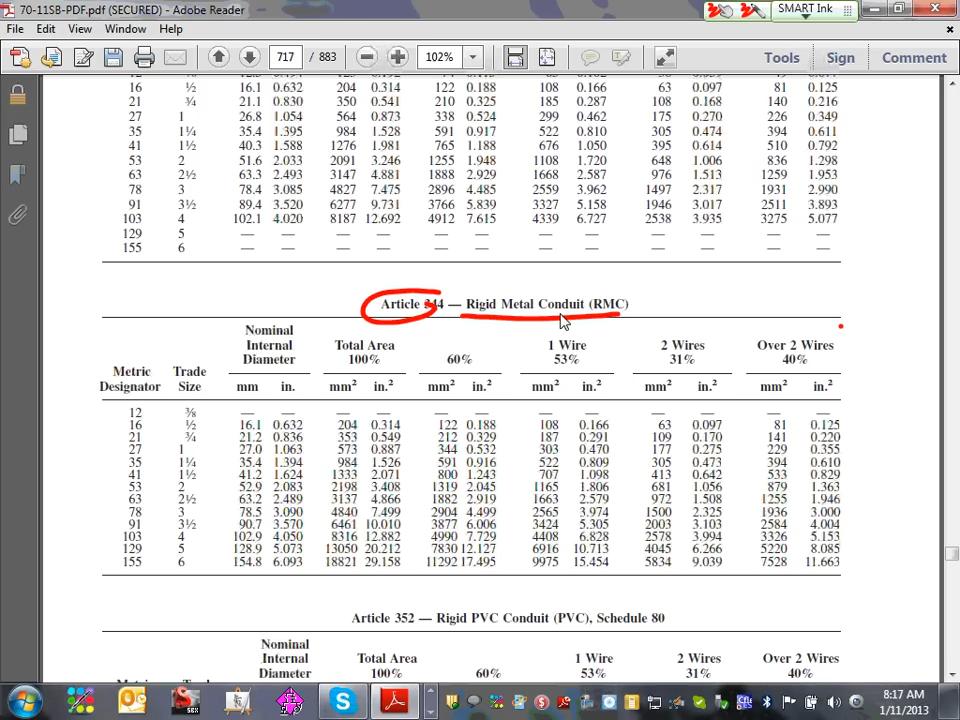 70-11SB-PDF.pdf (SECURED) - Adobe Reader
SMART Ink
File Edit View Window Help
717 / 883 102% Tools Sign Comment
16 ½ 16.1 0.632 204 0.314 122 0.188 108 0.166 63 0.097 81 0.125
21 ¾ 21.1 0.830 350 0.541 210 0.325 185 0.287 108 0.168 140 0.216
27 1 26.8 1.054 564 0.873 338 0.524 299 0.462 175 0.270 226 0.349
35 1¼ 35.4 1.395 984 1.528 591 0.917 522 0.810 305 0.474 394 0.611
41 1½ 40.3 1.588 1276 1.981 765 1.188 676 1.050 395 0.614 510 0.792
53 2 51.6 2.033 2091 3.246 1255 1.948 1108 1.720 648 1.006 836 1.298
63 2½ 63.3 2.493 3147 4.881 1888 2.929 1668 2.587 976 1.513 1259 1.953
78 3 78.4 3.085 4827 7.475 2896 4.485 2559 3.962 1497 2.317 1931 2.990
91 3½ 89.4 3.520 6277 9.731 3766 5.839 3327 5.158 1946 3.017 2511 3.893
103 4 102.1 4.020 8187 12.692 4912 7.615 4339 6.727 2538 3.935 3275 5.077
129 5 — — — — — — — — — — — —
155 6 — — — — — — — — — — — —
Article 344 — Rigid Metal Conduit (RMC)
Nominal
Internal Total Area 1 Wire 2 Wires Over 2 Wires
Diameter 100% 60% 53% 31% 40%
Metric Trade
Designator Size mm in. mm² in.² mm² in.² mm² in.² mm² in.² mm² in.²
12 ⅜ — — — — — — — — — — — —
16 ½ 16.1 0.632 204 0.314 122 0.188 108 0.166 63 0.097 81 0.125
21 ¾ 21.2 0.836 353 0.549 212 0.329 187 0.291 109 0.170 141 0.220
27 1 27.0 1.063 573 0.887 344 0.532 303 0.470 177 0.275 229 0.355
35 1¼ 35.4 1.394 984 1.526 591 0.916 522 0.809 305 0.473 394 0.610
41 1½ 41.2 1.624 1333 2.071 800 1.243 707 1.098 413 0.642 533 0.829
53 2 52.9 2.083 2198 3.408 1319 2.045 1165 1.806 681 1.056 879 1.363
63 2½ 63.2 2.489 3137 4.866 1882 2.919 1663 2.579 972 1.508 1255 1.946
78 3 78.5 3.090 4840 7.499 2904 4.499 2565 3.974 1500 2.325 1936 3.000
91 3½ 90.7 3.570 6461 10.010 3877 6.006 3424 5.305 2003 3.103 2584 4.004
103 4 102.9 4.050 8316 12.882 4990 7.729 4408 6.828 2578 3.994 3326 5.153
129 5 128.9 5.073 13050 20.212 7830 12.127 6916 10.713 4045 6.266 5220 8.085
155 6 154.8 6.093 18821 29.158 11292 17.495 9975 15.454 5834 9.039 7528 11.663
Article 352 — Rigid PVC Conduit (PVC), Schedule 80
Nominal
Internal Total Area 1 Wire 2 Wires Over 2 Wires
Diameter 100% 60% 53% 31% 40%
8:17 AM
1/11/2013